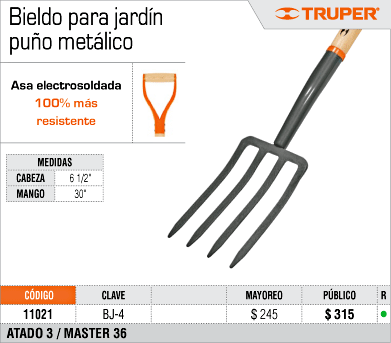 Bieldo para jardín
puño metálico
TRUPER®
Asa electrosoldada
100% más
resistente
MEDIDAS
CABEZA 6 1/2"
MANGO 30"
CÓDIGO CLAVE MAYOREO PÚBLICO R
11021 BJ-4 $ 245 $ 315
ATADO 3 / MASTER 36